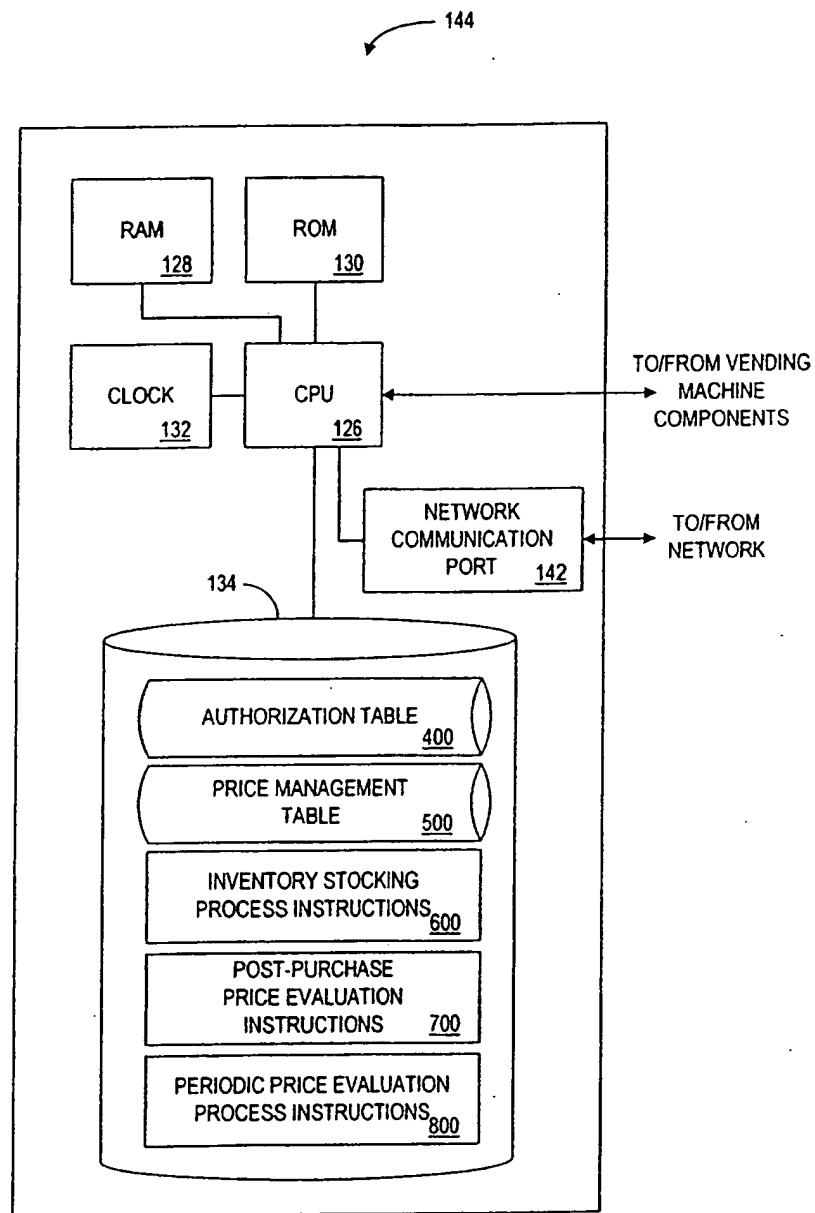 144
RAM
128
ROM
130
CLOCK
132
CPU
126
TO/FROM VENDING
MACHINE
COMPONENTS
NETWORK
COMMUNICATION
PORT
142
TO/FROM
NETWORK
134
AUTHORIZATION TABLE
400
PRICE MANAGEMENT
TABLE
500
INVENTORY STOCKING
PROCESS INSTRUCTIONS
600
POST-PURCHASE
PRICE EVALUATION
INSTRUCTIONS
700
PERIODIC PRICE EVALUATION
PROCESS INSTRUCTIONS
800